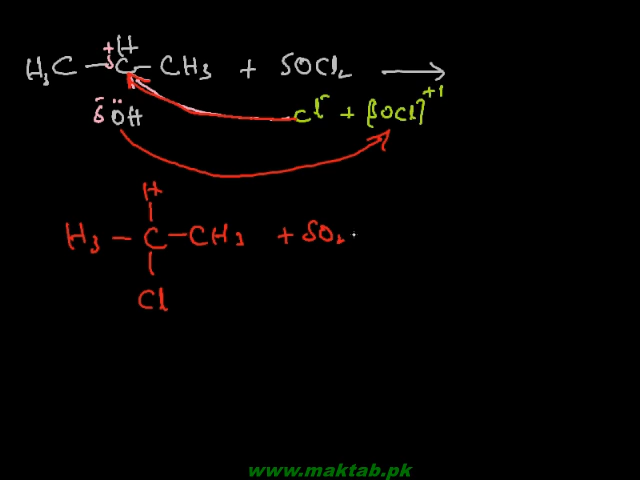 H
H₃C — C — CH₃ + SOCl₂ ⟶
δ⁺
δ⁻ ÖH Cl⁻ + [SOCl]⁺¹
H
H₃ — C — CH₃ + SO₂
Cl
www.maktab.pk